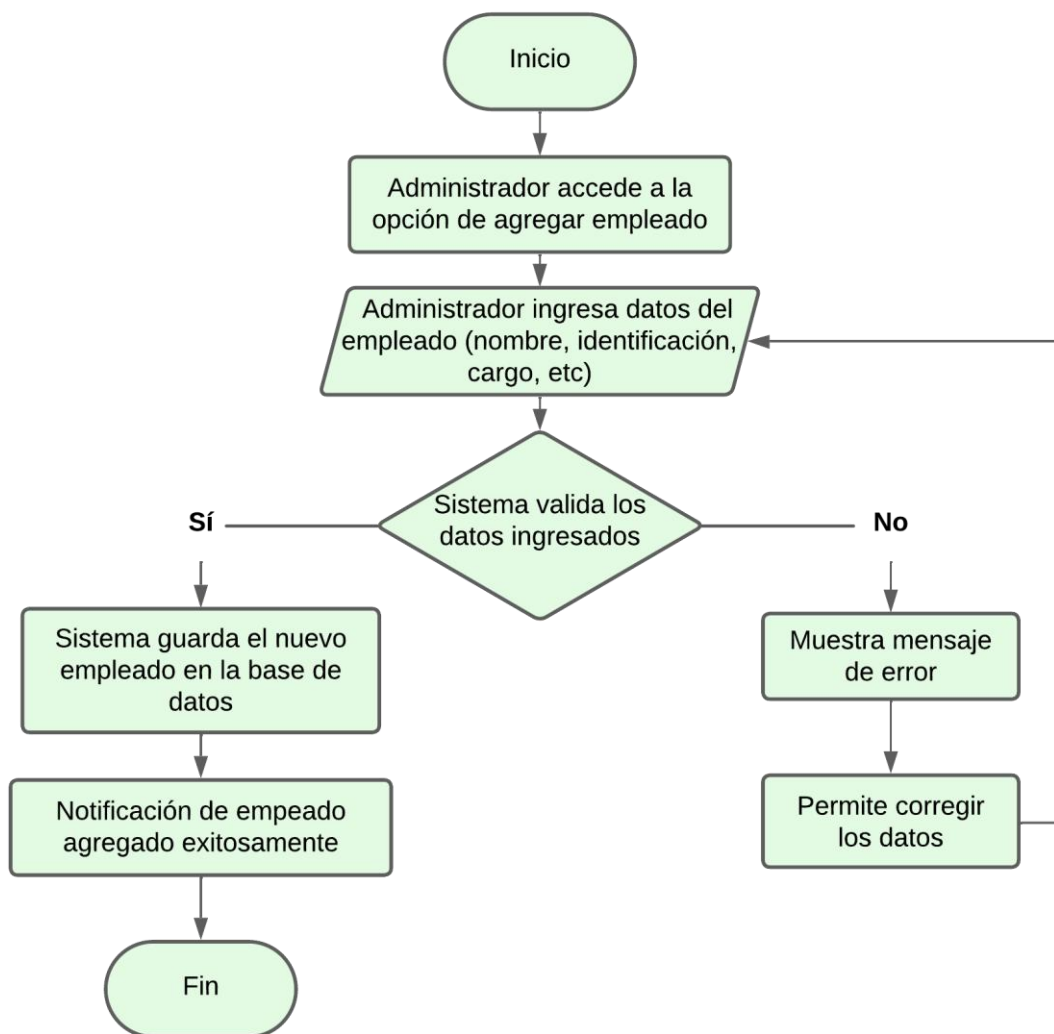 Inicio
Administrador accede a la
opción de agregar empleado
Administrador ingresa datos del
empleado (nombre, identificación,
cargo, etc)
Sistema valida los
datos ingresados
Sí
No
Sistema guarda el nuevo
empleado en la base de
datos
Muestra mensaje
de error
Notificación de empeado
agregado exitosamente
Permite corregir
los datos
Fin